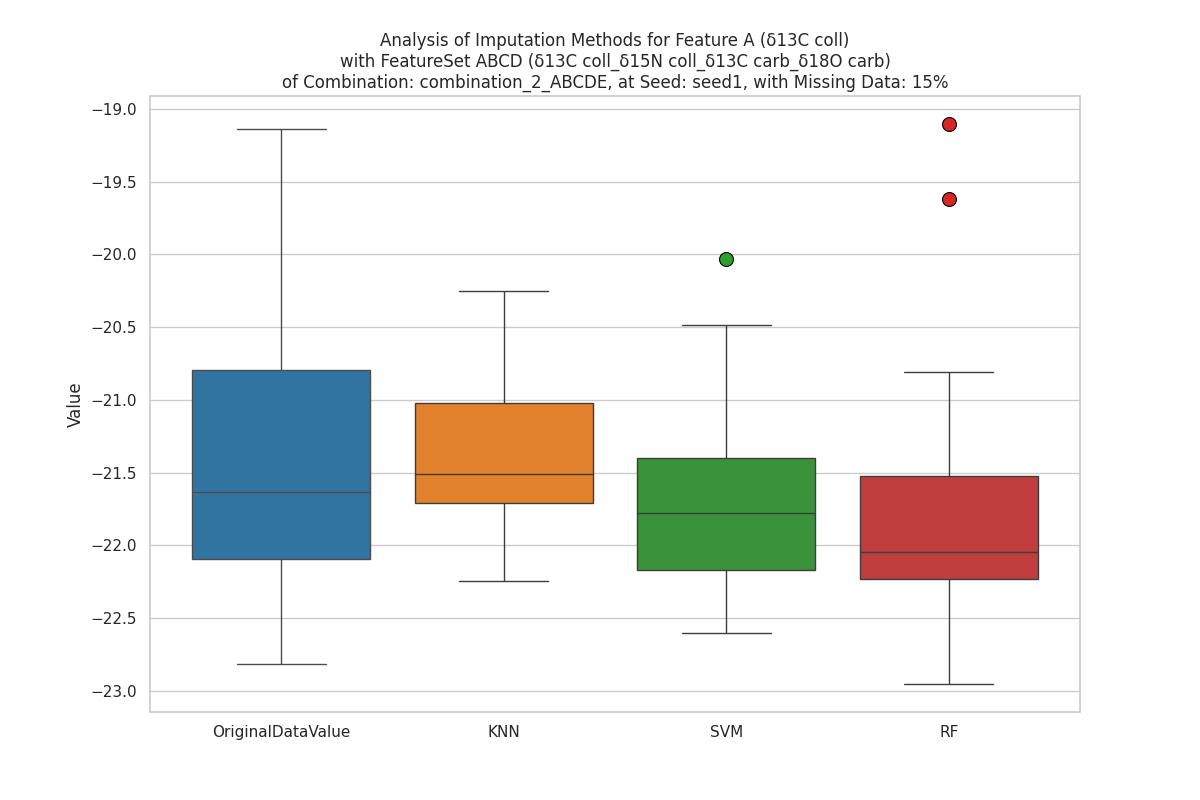 Analysis of Imputation Methods for Feature A (δ13C coll)
with FeatureSet ABCD (δ13C coll_δ15N coll_δ13C carb_δ18O carb)
of Combination: combination_2_ABCDE, at Seed: seed1, with Missing Data: 15%
Value
−19.0
−19.5
−20.0
−20.5
−21.0
−21.5
−22.0
−22.5
−23.0
OriginalDataValue KNN SVM RF